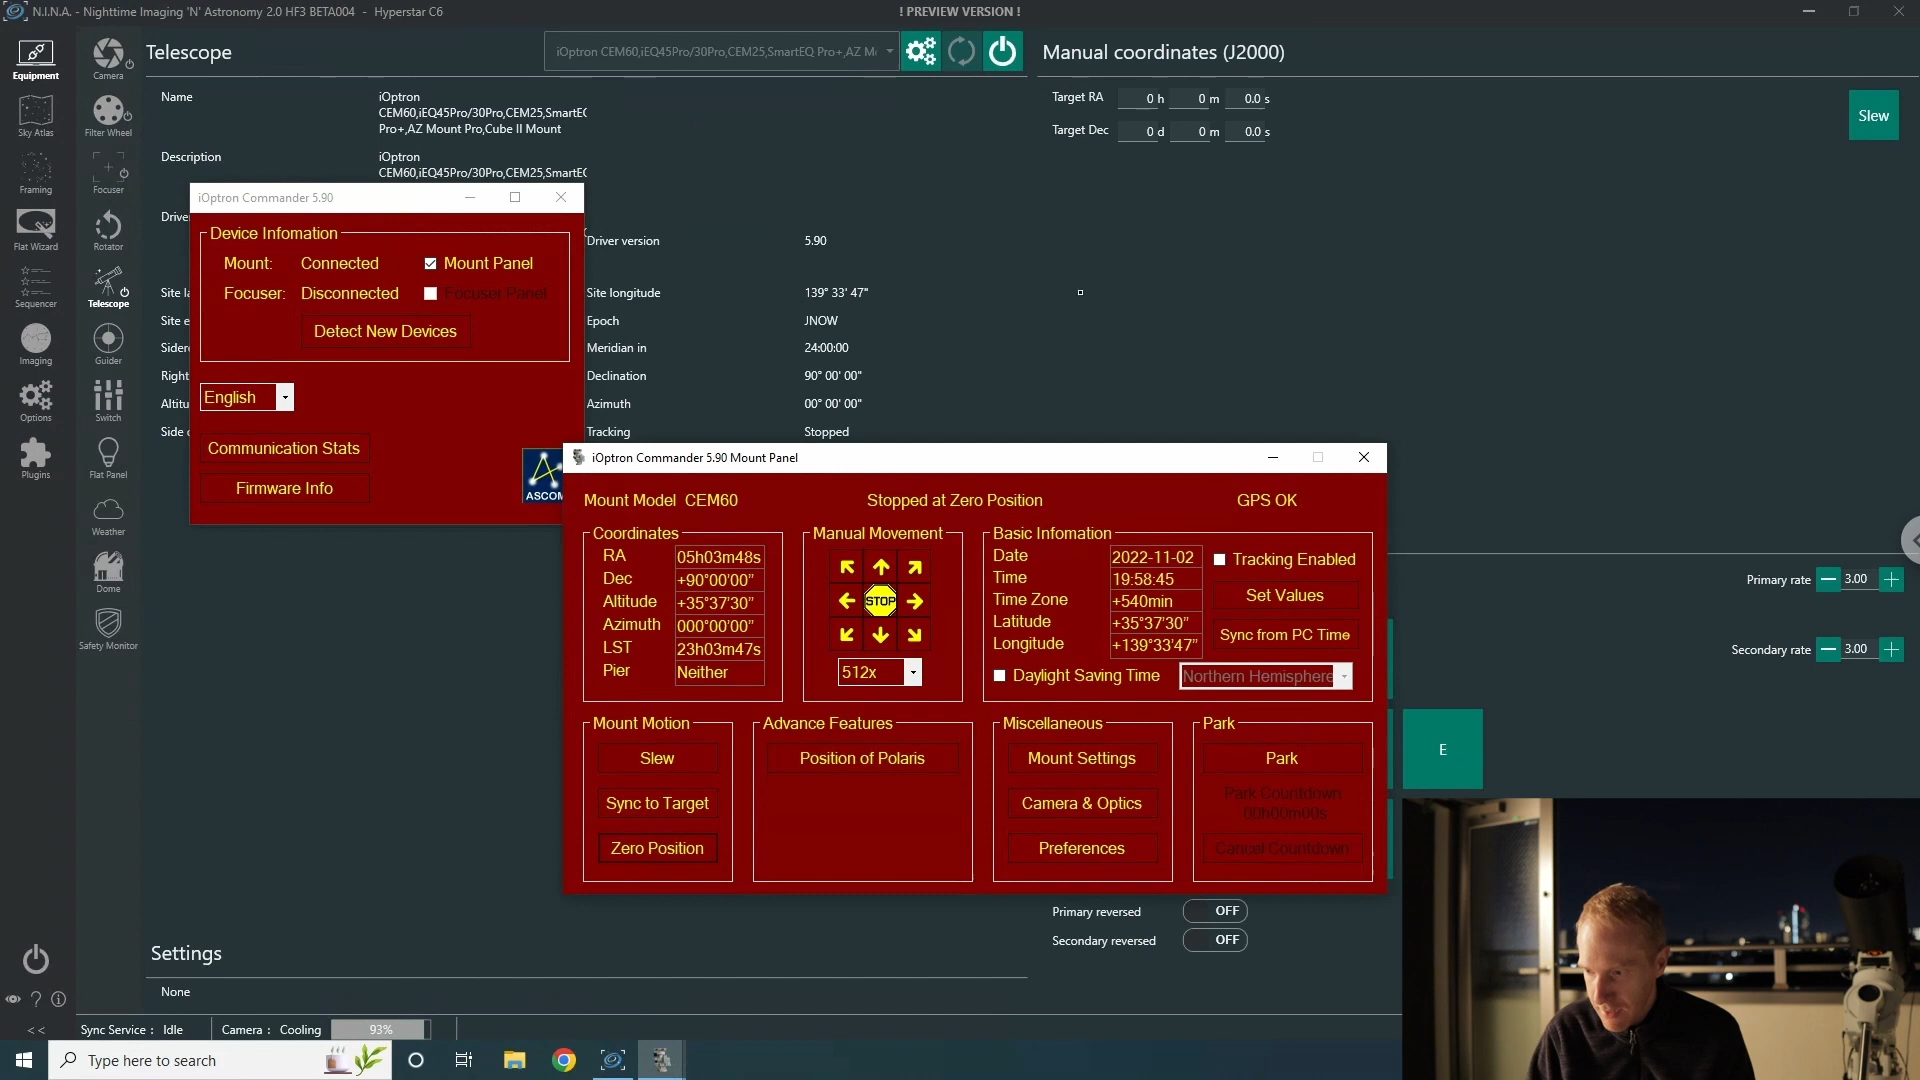 N.I.N.A. - Nighttime Imaging 'N' Astronomy 2.0 HF3 BETA004 - Hyperstar C6
! PREVIEW VERSION !
Equipment
Sky Atlas
Framing
Flat Wizard
Sequencer
Imaging
Options
Plugins
Camera
Filter Wheel
Focuser
Rotator
Telescope
Guider
Switch
Flat Panel
Weather
Dome
Safety Monitor
Telescope
iOptron CEM60,iEQ45Pro/30Pro,CEM25,SmartEQ Pro+,AZ M
Name
iOptron
CEM60,iEQ45Pro/30Pro,CEM25,SmartEQ
Pro+,AZ Mount Pro,Cube II Mount
Description
iOptron
CEM60,iEQ45Pro/30Pro,CEM25,SmartEQ
Drive
Driver version 5.90
Site la
Site longitude 139° 33' 47"
Site e
Epoch JNOW
Sider
Meridian in 24:00:00
Right
Declination 90° 00' 00"
Altitu
Azimuth 00° 00' 00"
Side o
Tracking Stopped
Manual coordinates (J2000)
Target RA 0 h 0 m 0.0 s
Target Dec 0 d 0 m 0.0 s
Slew
iOptron Commander 5.90
Device Infomation
Mount: Connected Mount Panel
Focuser: Disconnected Focuser Panel
Detect New Devices
English
Communication Stats
Firmware Info
ASCOM
iOptron Commander 5.90 Mount Panel
Mount Model CEM60
Stopped at Zero Position
GPS OK
Coordinates
RA 05h03m48s
Dec +90°00'00"
Altitude +35°37'30"
Azimuth 000°00'00"
LST 23h03m47s
Pier Neither
Manual Movement
STOP
512x
Basic Infomation
Date 2022-11-02
Time 19:58:45
Time Zone +540min
Latitude +35°37'30"
Longitude +139°33'47"
Tracking Enabled
Set Values
Sync from PC Time
Daylight Saving Time
Northern Hemisphere
Mount Motion
Slew
Sync to Target
Zero Position
Advance Features
Position of Polaris
Miscellaneous
Mount Settings
Camera & Optics
Preferences
Park
Park
Park Countdown
00h00m00s
Cancel Countdown
Primary rate 3.00
Secondary rate 3.00
E
Primary reversed OFF
Secondary reversed OFF
Settings
None
<< Sync Service : Idle Camera : Cooling 93%
Type here to search